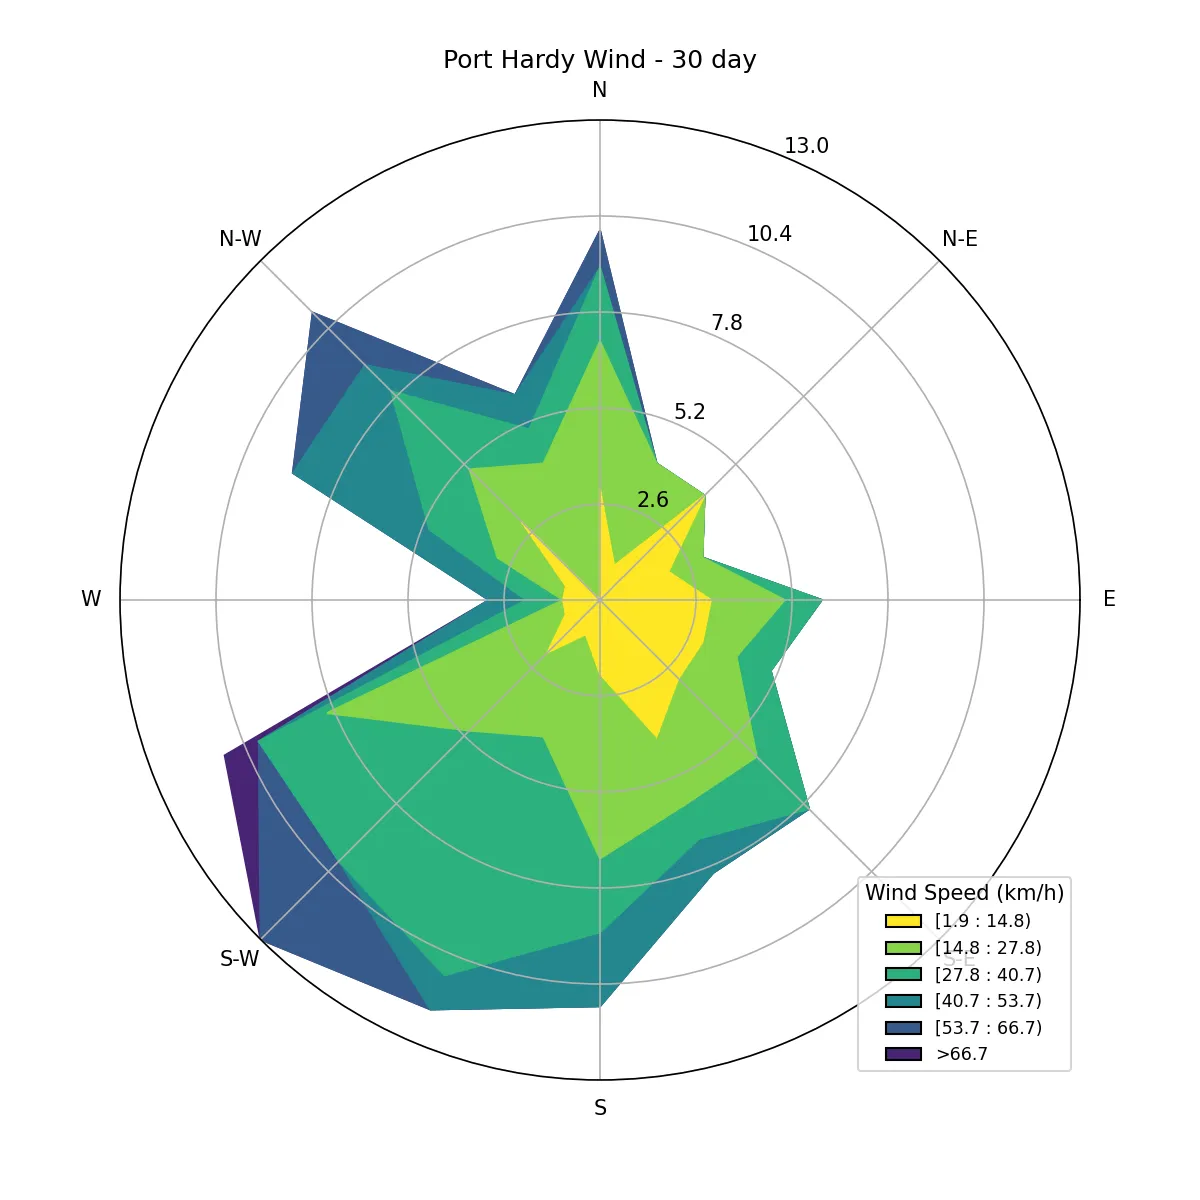 Port Hardy Wind - 30 day
N
13.0
N-W
N-E
10.4
7.8
5.2
2.6
W
E
Wind Speed (km/h)
[1.9 : 14.8)
[14.8 : 27.8)
S-W
S-E
[27.8 : 40.7)
[40.7 : 53.7)
[53.7 : 66.7)
>66.7
S